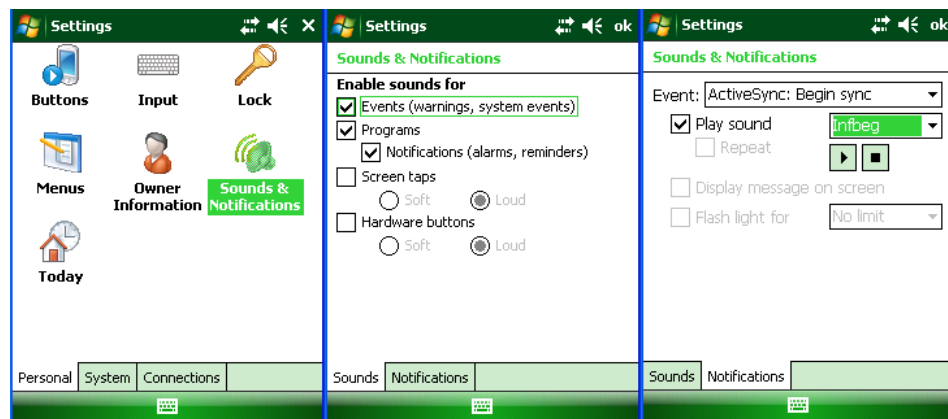 Settings
Buttons
Input
Lock
Menus
Owner
Information
Sounds &
Notifications
Today
Personal
System
Connections
Settings
ok
Sounds & Notifications
Enable sounds for
Events (warnings, system events)
Programs
Notifications (alarms, reminders)
Screen taps
Soft
Loud
Hardware buttons
Soft
Loud
Sounds
Notifications
Settings
ok
Sounds & Notifications
Event: ActiveSync: Begin sync
Play sound
Infbeg
Repeat
Display message on screen
Flash light for
No limit
Sounds
Notifications